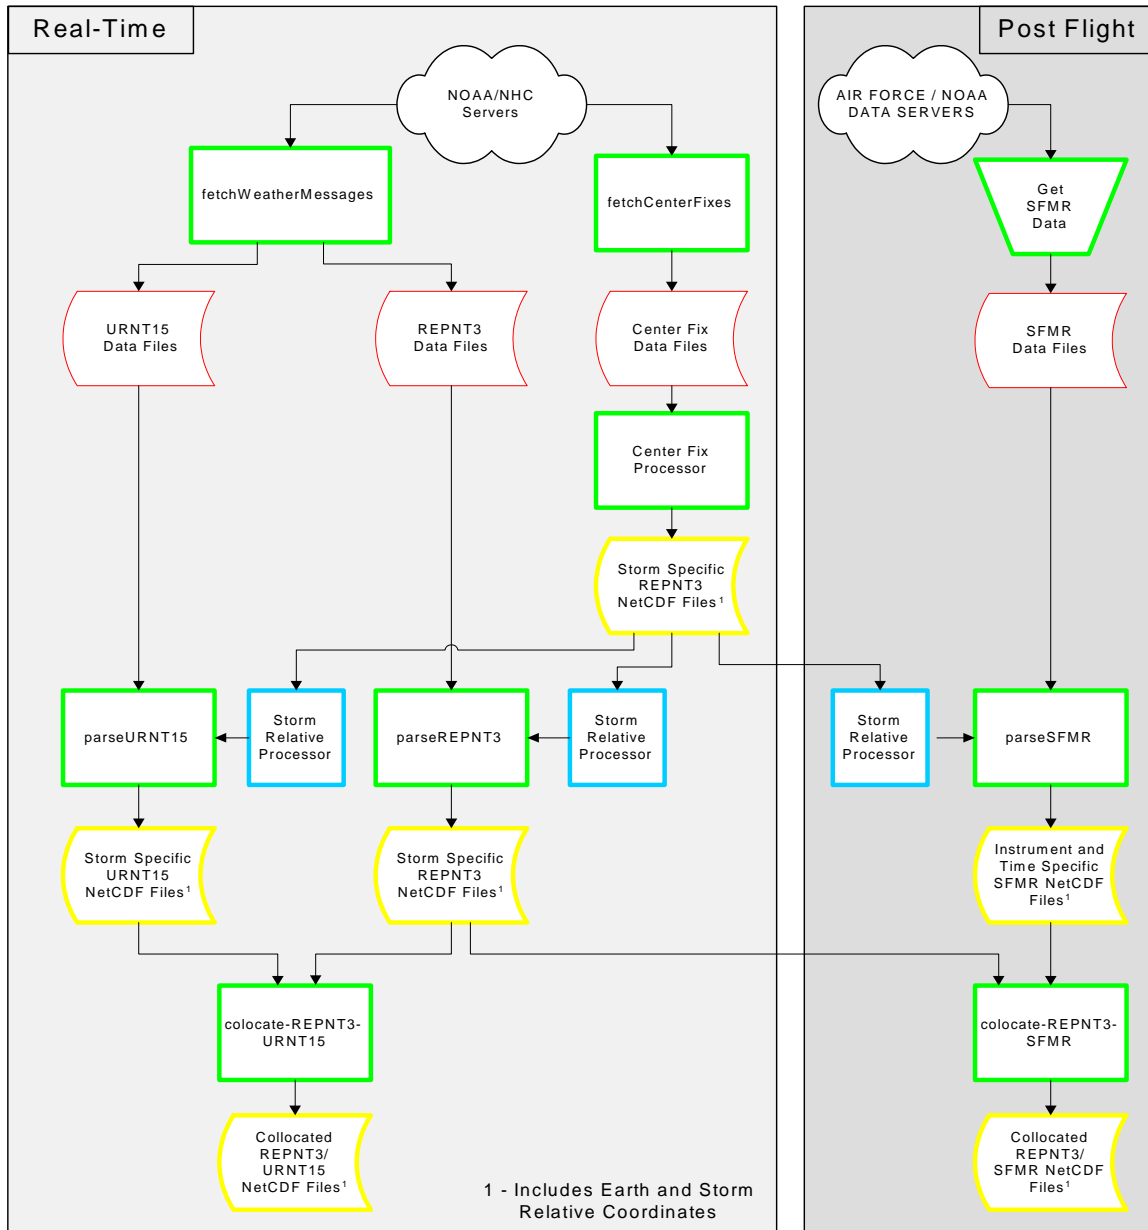 Real-Time
Post Flight
NOAA/NHC
Servers
AIR FORCE / NOAA
DATA SERVERS
fetchWeatherMessages
fetchCenterFixes
Get
SFMR
Data
URNT15
Data Files
REPNT3
Data Files
Center Fix
Data Files
SFMR
Data Files
Center Fix
Processor
Storm Specific
REPNT3
NetCDF Files¹
parseURNT15
Storm
Relative
Processor
parseREPNT3
Storm
Relative
Processor
Storm
Relative
Processor
parseSFMR
Storm Specific
URNT15
NetCDF Files¹
Storm Specific
REPNT3
NetCDF Files¹
Instrument and
Time Specific
SFMR NetCDF
Files¹
colocate-REPNT3-
URNT15
colocate-REPNT3-
SFMR
Collocated
REPNT3/
URNT15
NetCDF Files¹
Collocated
REPNT3/
SFMR NetCDF
Files¹
1 - Includes Earth and Storm
Relative Coordinates